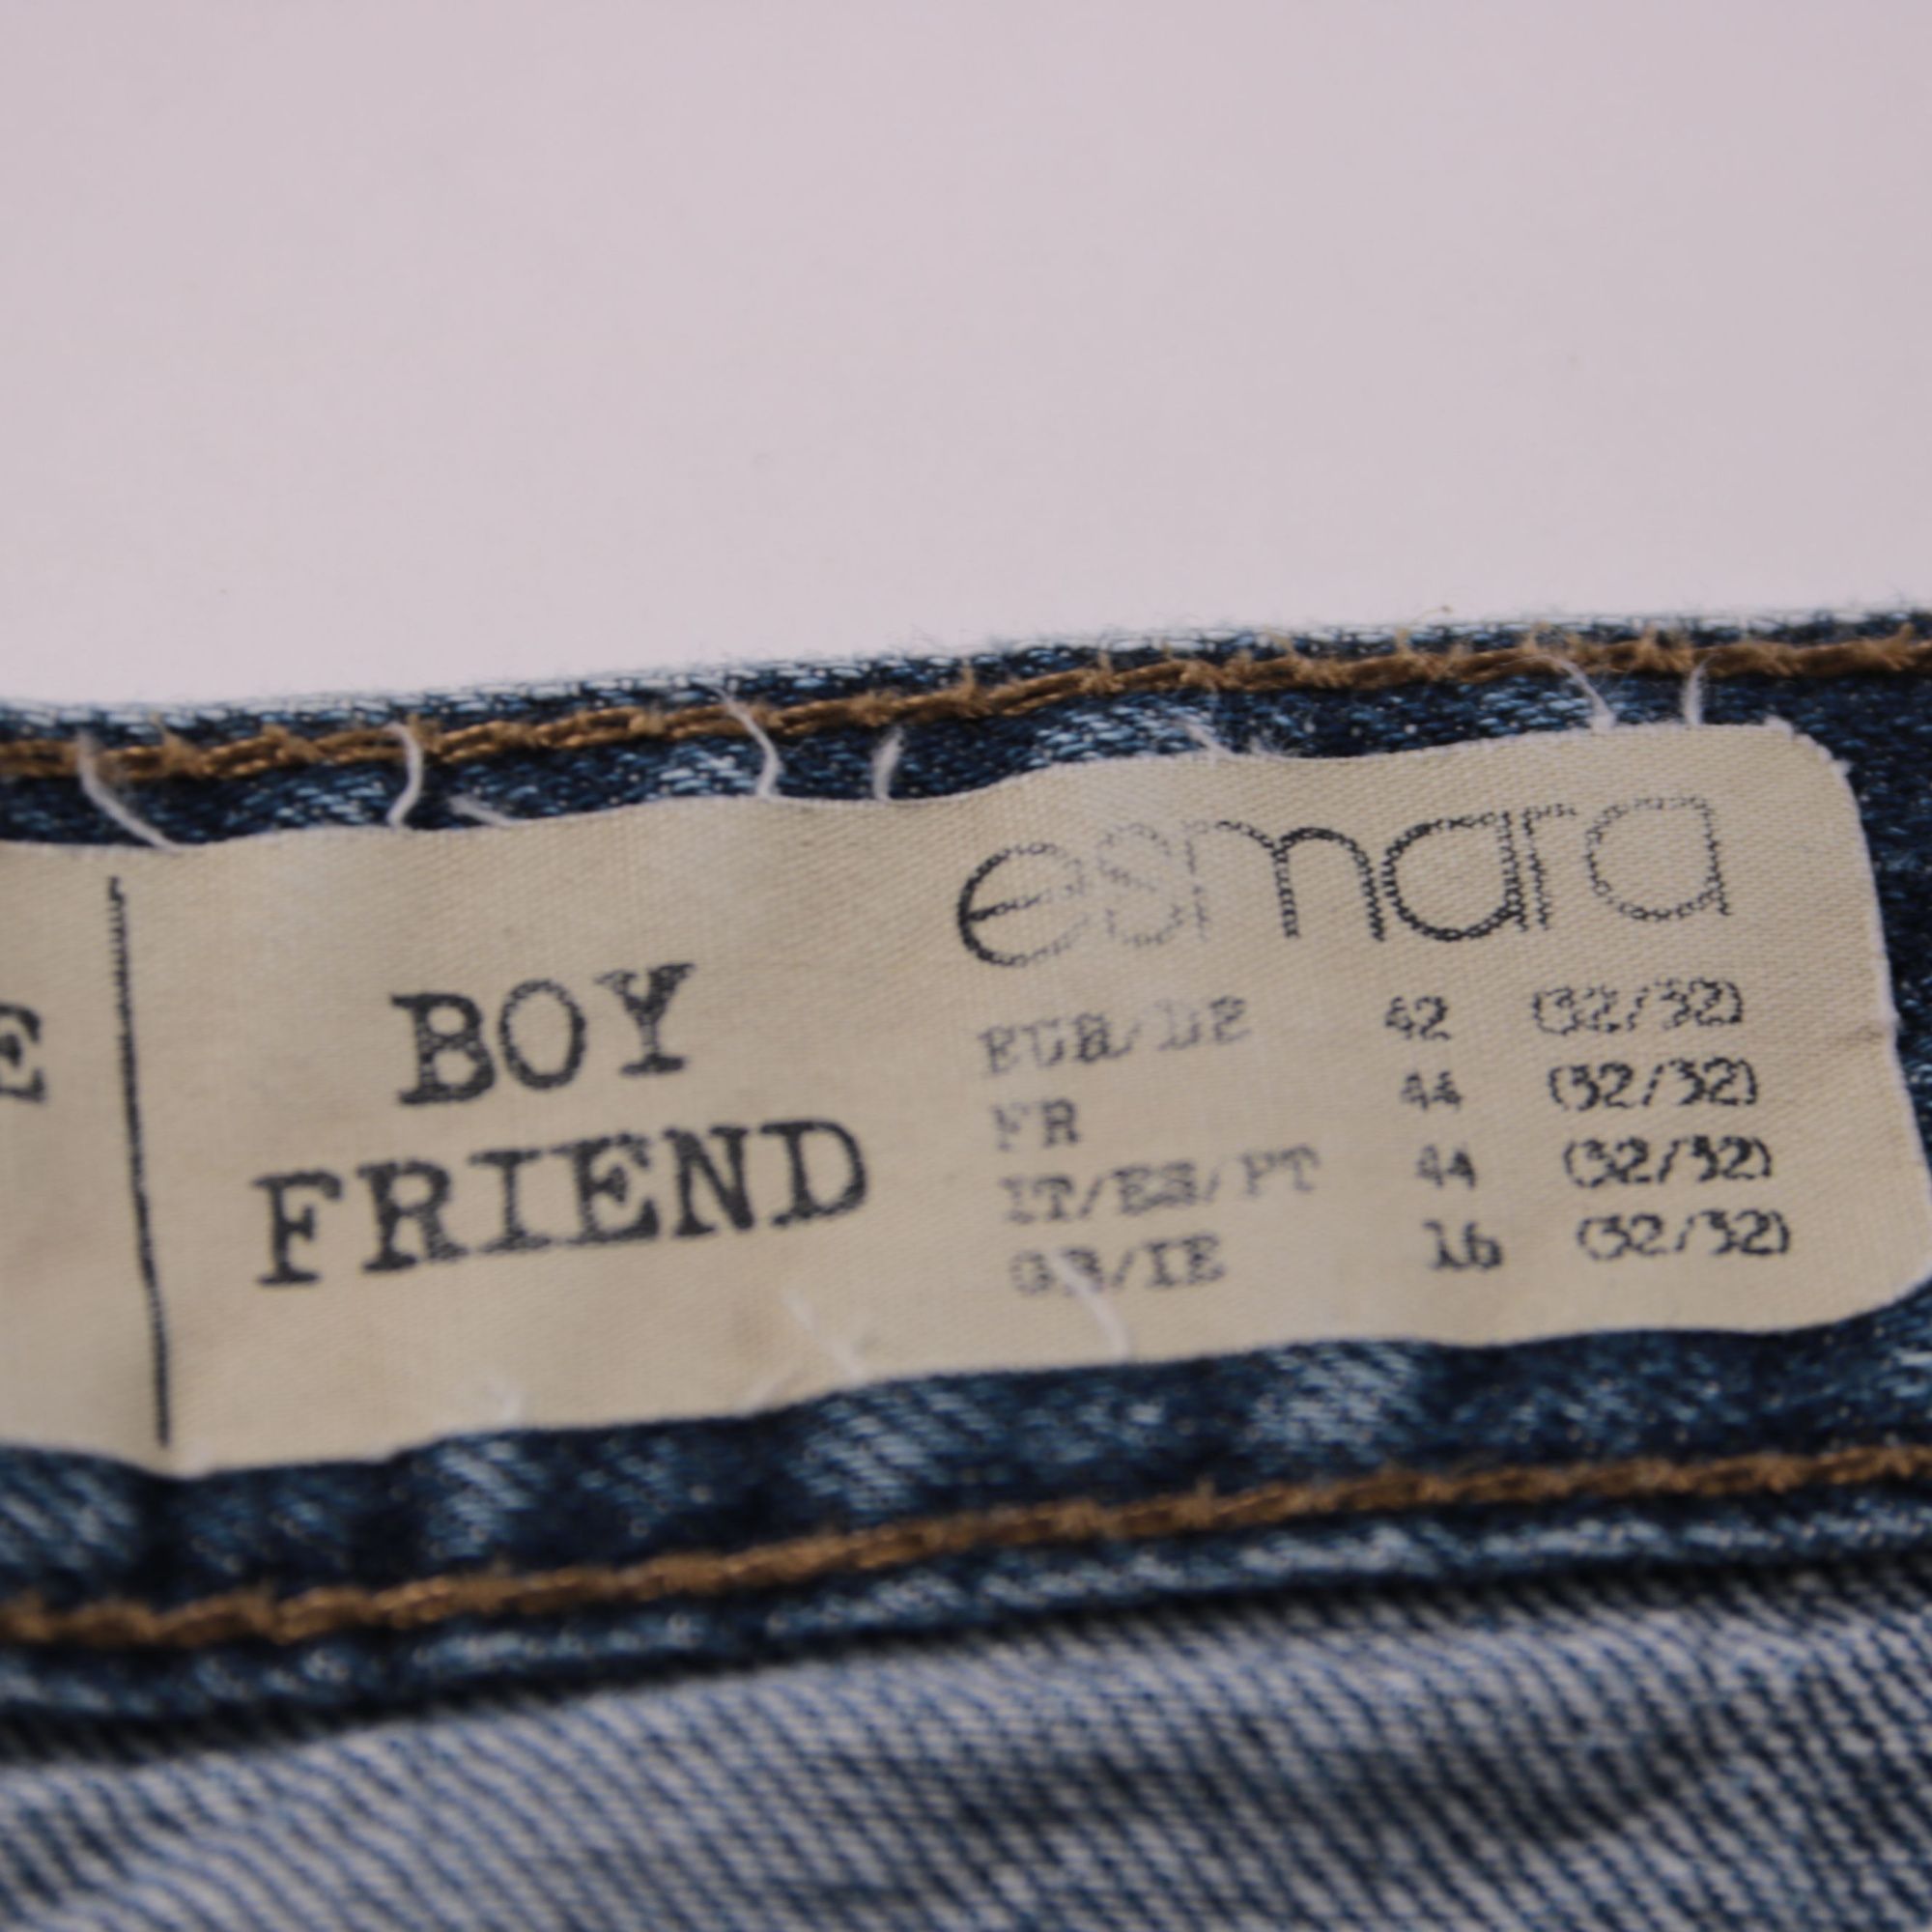 E
BOY
FRIEND
esmara
EUR/DE 42 (32/32)
FR 44 (32/32)
IT/ES/PT 44 (32/32)
GB/IE 16 (32/32)